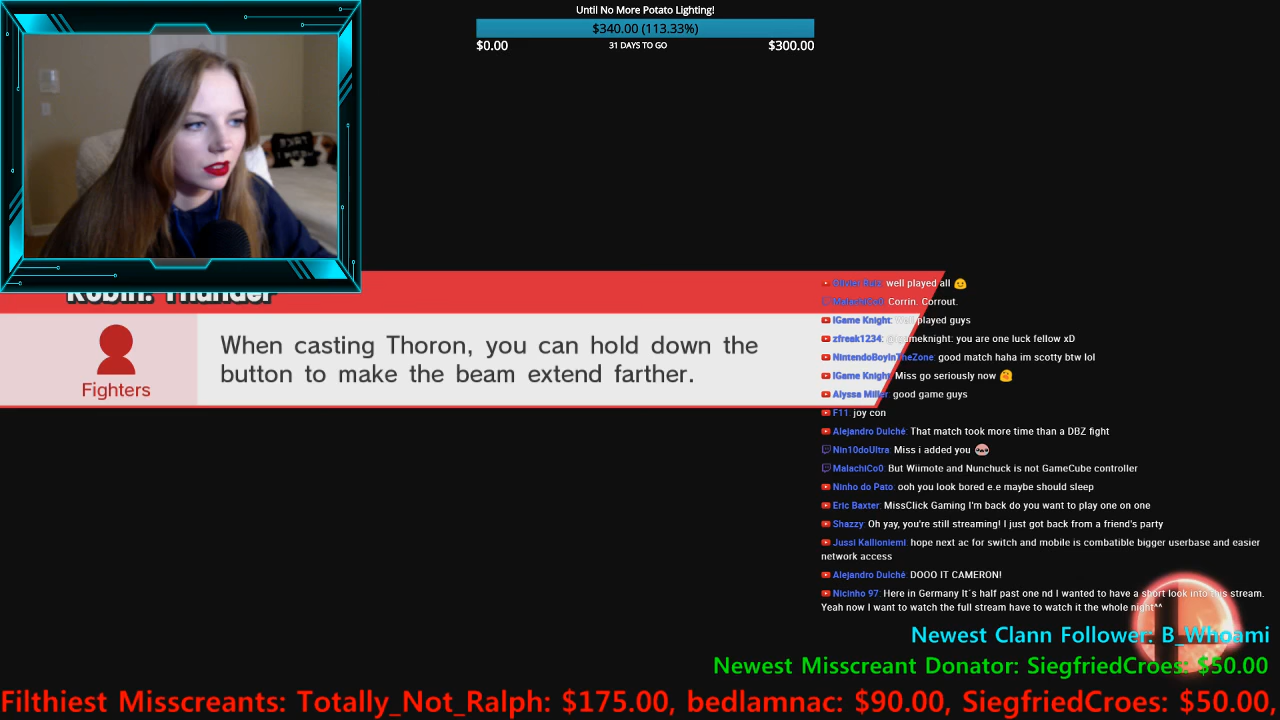 Until No More Potato Lighting!
$340.00 (113.33%)
$0.00
31 DAYS TO GO
$300.00
Robin: Thunder
When casting Thoron, you can hold down the
button to make the beam extend farther.
Fighters
well played all
MalachiCo0: Corrin. Corrout.
IGame Knight: Well played guys
zfreak1234: @gameknight: you are one luck fellow xD
NintendoBoyInTheZone: good match haha im scotty btw lol
IGame Knight: Miss go seriously now
Alyssa Miller: good game guys
F11: joy con
Alejandro Dulché: That match took more time than a DBZ fight
Nin10doUltra: Miss i added you
MalachiCo0: But Wiimote and Nunchuck is not GameCube controller
Ninho do Pato: ooh you look bored e.e maybe should sleep
Eric Baxter: MissClick Gaming I'm back do you want to play one on one
Shazzy: Oh yay, you're still streaming! I just got back from a friend's party
Jussi Kallioniemi: hope next ac for switch and mobile is combatible bigger userbase and easier
network access
Alejandro Dulché: DOOO IT CAMERON!
Nicinho 97: Here in Germany It´s half past one nd I wanted to have a short look into this stream.
Yeah now I want to watch the full stream have to watch it the whole night^^
Newest Clann Follower: B_Whoami
Newest Misscreant Donator: SiegfriedCroes: $50.00
Filthiest Misscreants: Totally_Not_Ralph: $175.00, bedlamnac: $90.00, SiegfriedCroes: $50.00,